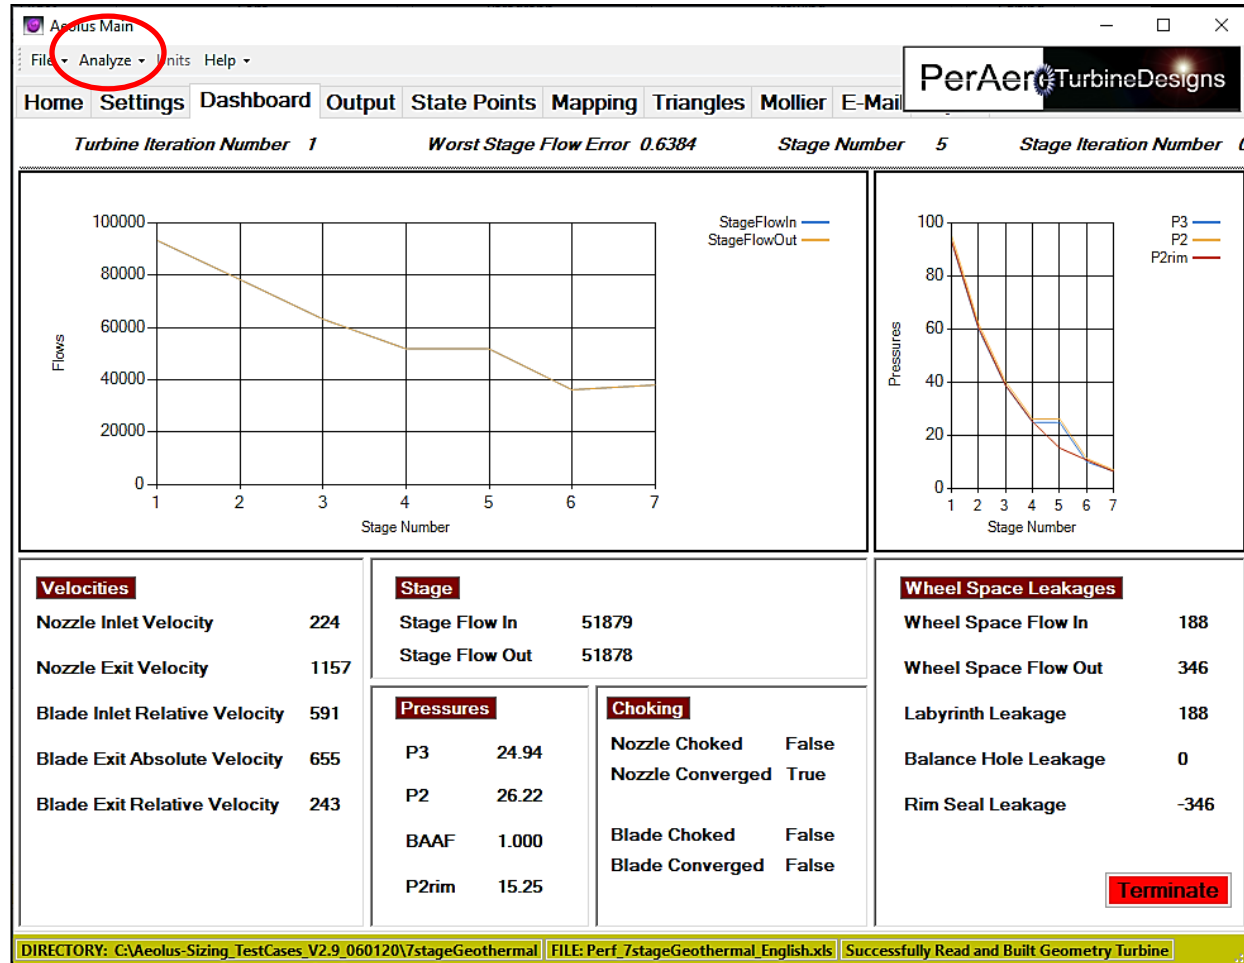 Aeolus Main
File Analyze Units Help
PerAero TurbineDesigns
Home Settings Dashboard Output State Points Mapping Triangles Mollier E-Mail
Turbine Iteration Number 1 Worst Stage Flow Error 0.6384 Stage Number 5 Stage Iteration Number
100000
80000
60000
40000
20000
0
Flows
1 2 3 4 5 6 7
Stage Number
StageFlowIn
StageFlowOut
100
80
60
40
20
0
Pressures
1 2 3 4 5 6 7
Stage Number
P3
P2
P2rim
Velocities
Nozzle Inlet Velocity 224
Nozzle Exit Velocity 1157
Blade Inlet Relative Velocity 591
Blade Exit Absolute Velocity 655
Blade Exit Relative Velocity 243
Stage
Stage Flow In 51879
Stage Flow Out 51878
Pressures
P3 24.94
P2 26.22
BAAF 1.000
P2rim 15.25
Choking
Nozzle Choked False
Nozzle Converged True
Blade Choked False
Blade Converged False
Wheel Space Leakages
Wheel Space Flow In 188
Wheel Space Flow Out 346
Labyrinth Leakage 188
Balance Hole Leakage 0
Rim Seal Leakage -346
Terminate
DIRECTORY: C:\Aeolus-Sizing_TestCases_V2.9_060120\7stageGeothermal FILE: Perf_7stageGeothermal_English.xls Successfully Read and Built Geometry Turbine